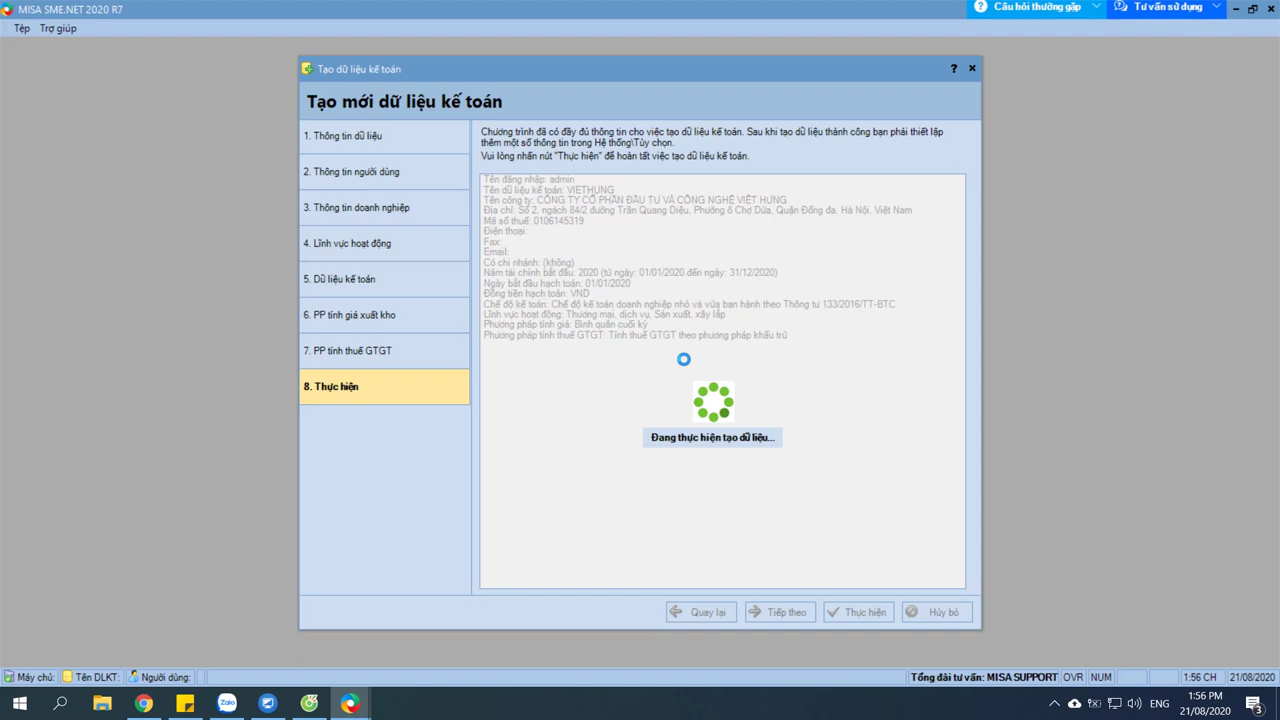 MISA SME.NET 2020 R7
Câu hỏi thường gặp
Tư vấn sử dụng
Tệp Trợ giúp
Tạo dữ liệu kế toán
Tạo mới dữ liệu kế toán
1. Thông tin dữ liệu
2. Thông tin người dùng
3. Thông tin doanh nghiệp
4. Lĩnh vực hoạt động
5. Dữ liệu kế toán
6. PP tính giá xuất kho
7. PP tính thuế GTGT
8. Thực hiện
Chương trình đã có đầy đủ thông tin cho việc tạo dữ liệu kế toán. Sau khi tạo dữ liệu thành công bạn phải thiết lập
thêm một số thông tin trong Hệ thống\Tùy chọn.
Vui lòng nhấn nút "Thực hiện" để hoàn tất việc tạo dữ liệu kế toán.
Tên đăng nhập: admin
Tên dữ liệu kế toán: VIETHUNG
Tên công ty: CÔNG TY CỔ PHẦN ĐẦU TƯ VÀ CÔNG NGHỆ VIỆT HƯNG
Địa chỉ: Số 2, ngách 84/2 đường Trần Quang Diệu, Phường ô Chợ Dừa, Quận Đống đa, Hà Nội, Việt Nam
Mã số thuế: 0106145319
Điện thoại:
Fax:
Email:
Có chi nhánh: (không)
Năm tài chính bắt đầu: 2020 (từ ngày: 01/01/2020 đến ngày: 31/12/2020)
Ngày bắt đầu hạch toán: 01/01/2020
Đồng tiền hạch toán: VND
Chế độ kế toán: Chế độ kế toán doanh nghiệp nhỏ và vừa ban hành theo Thông tư 133/2016/TT-BTC
Lĩnh vực hoạt động: Thương mại, dịch vụ, Sản xuất, xây lắp
Phương pháp tính giá: Bình quân cuối kỳ
Phương pháp tính thuế GTGT: Tính thuế GTGT theo phương pháp khấu trừ
Đang thực hiện tạo dữ liệu...
Quay lại Tiếp theo Thực hiện Hủy bỏ
Máy chủ: Tên DLKT: Người dùng: Tổng đài tư vấn: MISA SUPPORT OVR NUM 1:56 CH 21/08/2020
Zalo
ENG
1:56 PM
21/08/2020
3